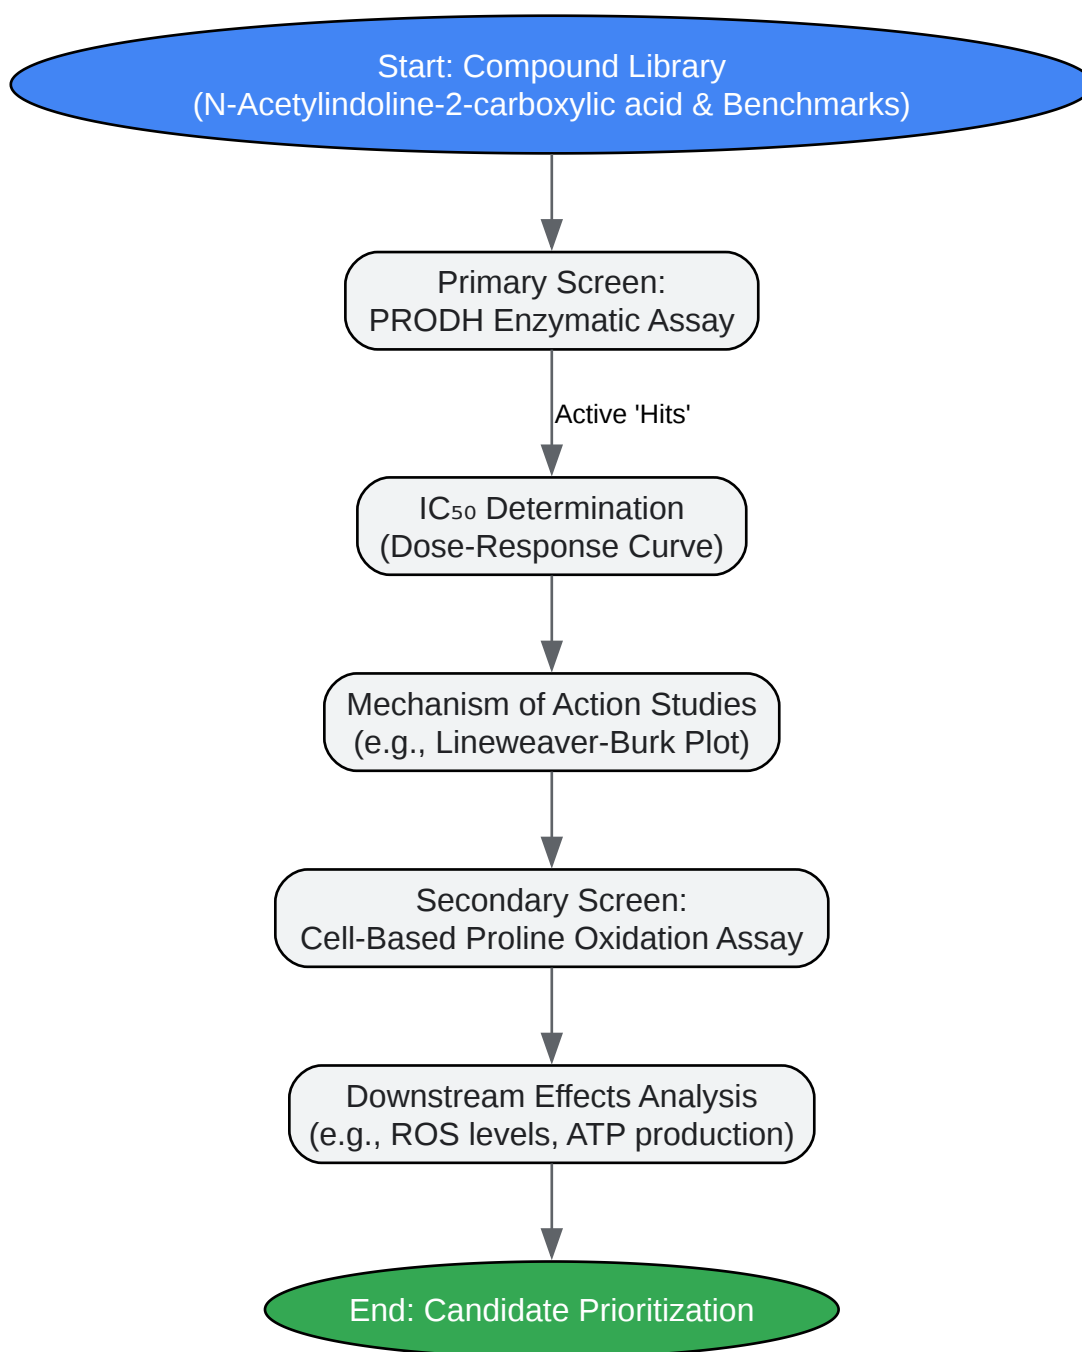 Start: Compound Library
(N-Acetylindoline-2-carboxylic acid & Benchmarks)
Primary Screen:
PRODH Enzymatic Assay
Active 'Hits'
IC₅₀ Determination
(Dose-Response Curve)
Mechanism of Action Studies
(e.g., Lineweaver-Burk Plot)
Secondary Screen:
Cell-Based Proline Oxidation Assay
Downstream Effects Analysis
(e.g., ROS levels, ATP production)
End: Candidate Prioritization